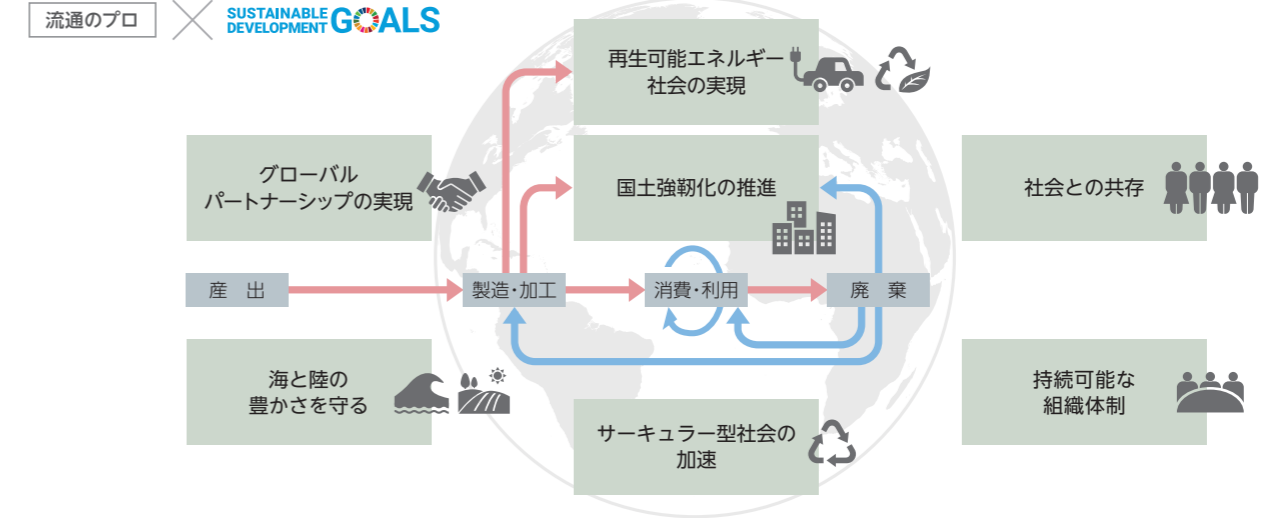 流通のプロ
SUSTAINABLE
DEVELOPMENT GOALS
再生可能エネルギー
社会の実現
グローバル
パートナーシップの実現
国土強靭化の推進
社会との共存
産 出
製造・加工
消費・利用
廃 棄
海と陸の
豊かさを守る
サーキュラー型社会の
加速
持続可能な
組織体制